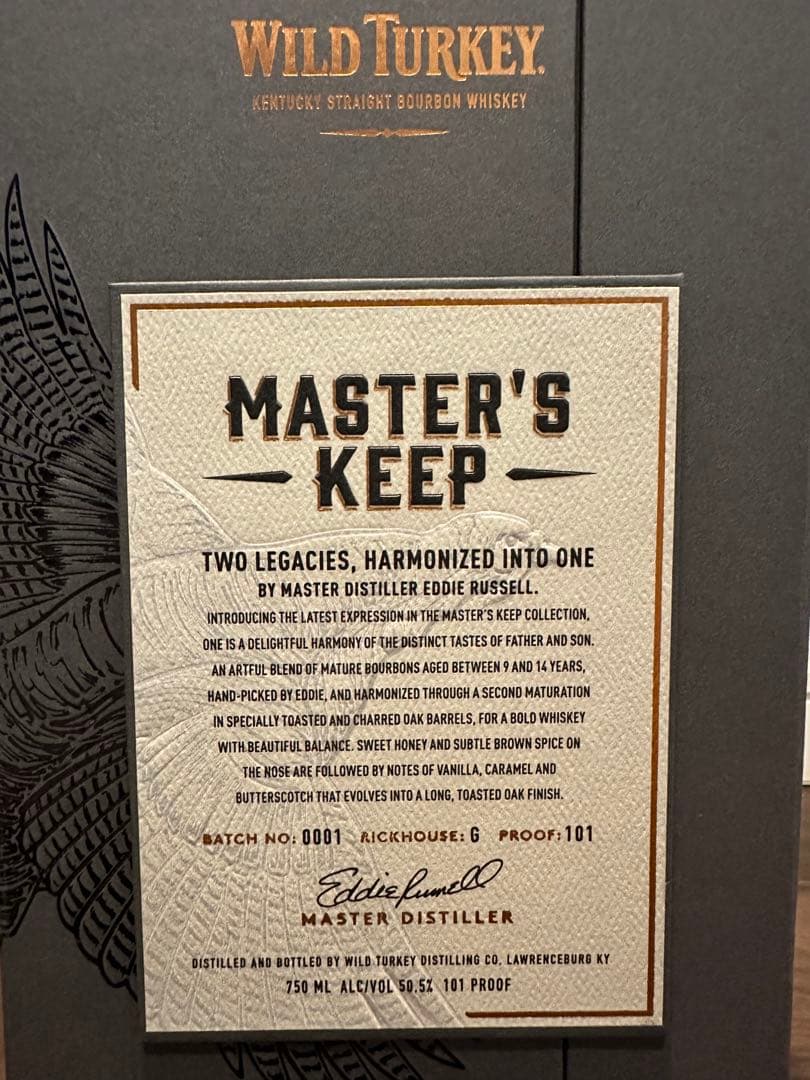 WILD TURKEY.
KENTUCKY STRAIGHT BOURBON WHISKEY
MASTER'S
KEEP
TWO LEGACIES, HARMONIZED INTO ONE
BY MASTER DISTILLER EDDIE RUSSELL.
INTRODUCING THE LATEST EXPRESSION IN THE MASTER'S KEEP COLLECTION,
ONE IS A DELIGHTFUL HARMONY OF THE DISTINCT TASTES OF FATHER AND SON.
AN ARTFUL BLEND OF MATURE BOURBONS AGED BETWEEN 9 AND 14 YEARS,
HAND-PICKED BY EDDIE, AND HARMONIZED THROUGH A SECOND MATURATION
IN SPECIALLY TOASTED AND CHARRED OAK BARRELS, FOR A BOLD WHISKEY
WITH BEAUTIFUL BALANCE. SWEET HONEY AND SUBTLE BROWN SPICE ON
THE NOSE ARE FOLLOWED BY NOTES OF VANILLA, CARAMEL AND
BUTTERSCOTCH THAT EVOLVES INTO A LONG, TOASTED OAK FINISH.
BATCH NO: 0001 RICKHOUSE: G PROOF: 101
Eddie Russell
MASTER DISTILLER
DISTILLED AND BOTTLED BY WILD TURKEY DISTILLING CO. LAWRENCEBURG KY
750 ML ALC/VOL 50.5% 101 PROOF